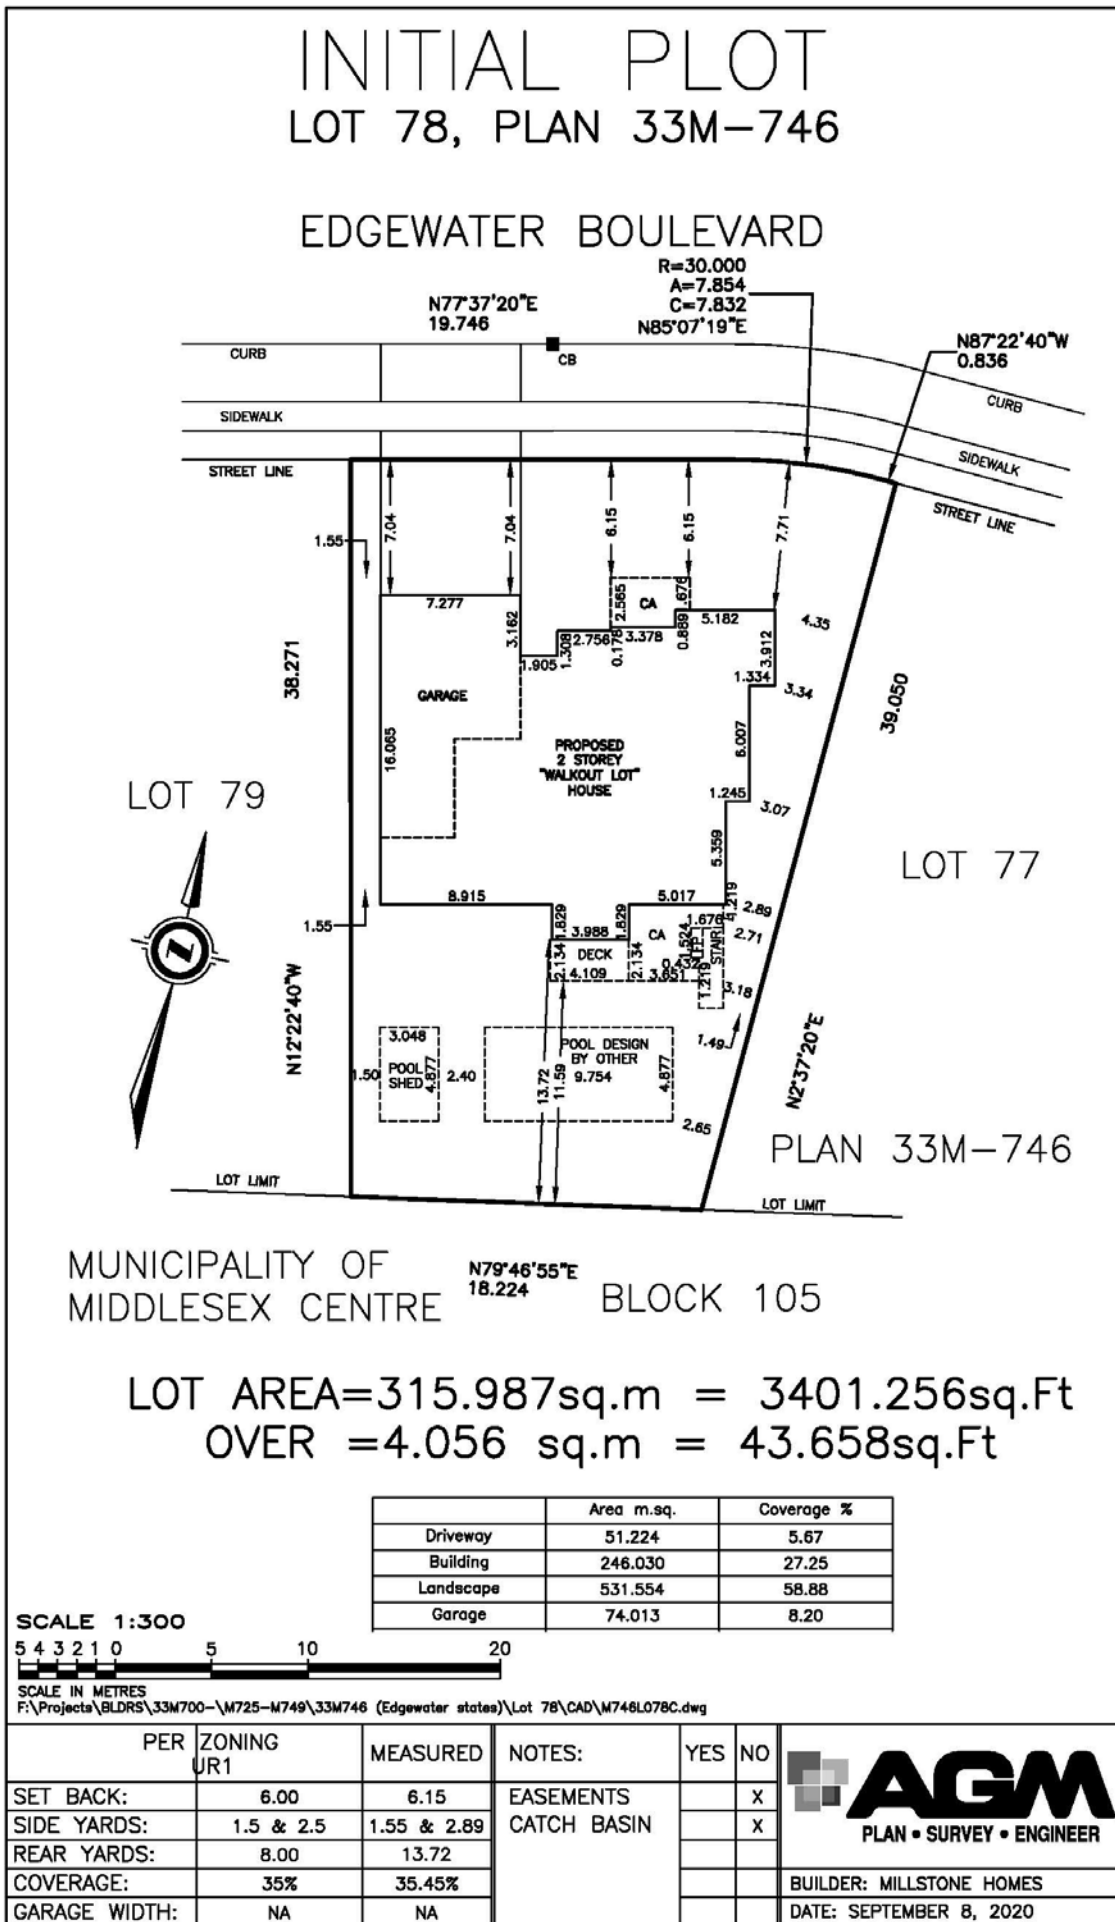 INITIAL PLOT
LOT 78, PLAN 33M-746
EDGEWATER BOULEVARD
R=30.000
A=7.854
C=7.832
N85°07'19"E
N77°37'20"E
19.746
N87°22'40"W
0.836
CURB
CB
CURB
SIDEWALK
SIDEWALK
STREET LINE
STREET LINE
7.04
7.04
6.15
6.15
7.71
1.55
7.277
2.565
CA
.676
5.182
4.35
3.162
1.905
1.308
2.756
0.178
3.378
0.889
3.912
1.334
3.34
38.271
GARAGE
39.050
16.065
PROPOSED
2 STOREY
"WALKOUT LOT"
HOUSE
6.007
1.245
3.07
LOT 79
5.359
LOT 77
8.915
5.017
1.219
2.89
1.55
1.829
3.988
1.829
CA
1.676
1.524
STAIR
2.71
DECK
2.134
4.109
2.134
0.432
3.651
1.219
3.18
N12°22'40"W
1.49
N2°37'20"E
3.048
POOL
SHED
4.877
1.50
2.40
POOL DESIGN
BY OTHER
9.754
4.877
13.72
11.59
2.65
PLAN 33M-746
LOT LIMIT
LOT LIMIT
MUNICIPALITY OF
MIDDLESEX CENTRE
N79°46'55"E
18.224
BLOCK 105
LOT AREA=315.987sq.m = 3401.256sq.Ft
OVER =4.056 sq.m = 43.658sq.Ft
Area m.sq. Coverage %
Driveway 51.224 5.67
Building 246.030 27.25
Landscape 531.554 58.88
Garage 74.013 8.20
SCALE 1:300
5 4 3 2 1 0 5 10 20
SCALE IN METRES
F:\Projects\BLDRS\33M700-\M725-M749\33M746 (Edgewater states)\Lot 78\CAD\M746L078C.dwg
PER ZONING MEASURED NOTES: YES NO
UR1
SET BACK: 6.00 6.15 EASEMENTS X
SIDE YARDS: 1.5 & 2.5 1.55 & 2.89 CATCH BASIN X
REAR YARDS: 8.00 13.72
COVERAGE: 35% 35.45%
GARAGE WIDTH: NA NA
AGM
PLAN • SURVEY • ENGINEER
BUILDER: MILLSTONE HOMES
DATE: SEPTEMBER 8, 2020